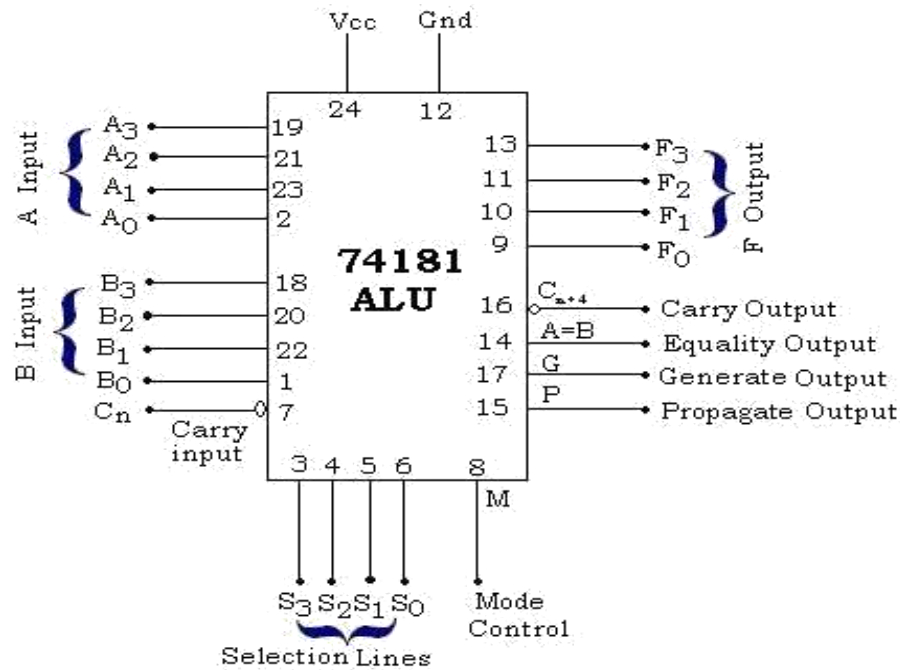 Vcc Gnd
24 12
A Input
A3 19
A2 21
A1 23
A0 2
B Input
B3 18
B2 20
B1 22
B0 1
Cn 7
Carry
input
74181
ALU
13 F3
11 F2
10 F1
9 F0
F Output
16 Cn+4 Carry Output
14 A=B Equality Output
17 G Generate Output
15 P Propagate Output
3 4 5 6 8
M
S3 S2 S1 S0
Selection Lines
Mode
Control